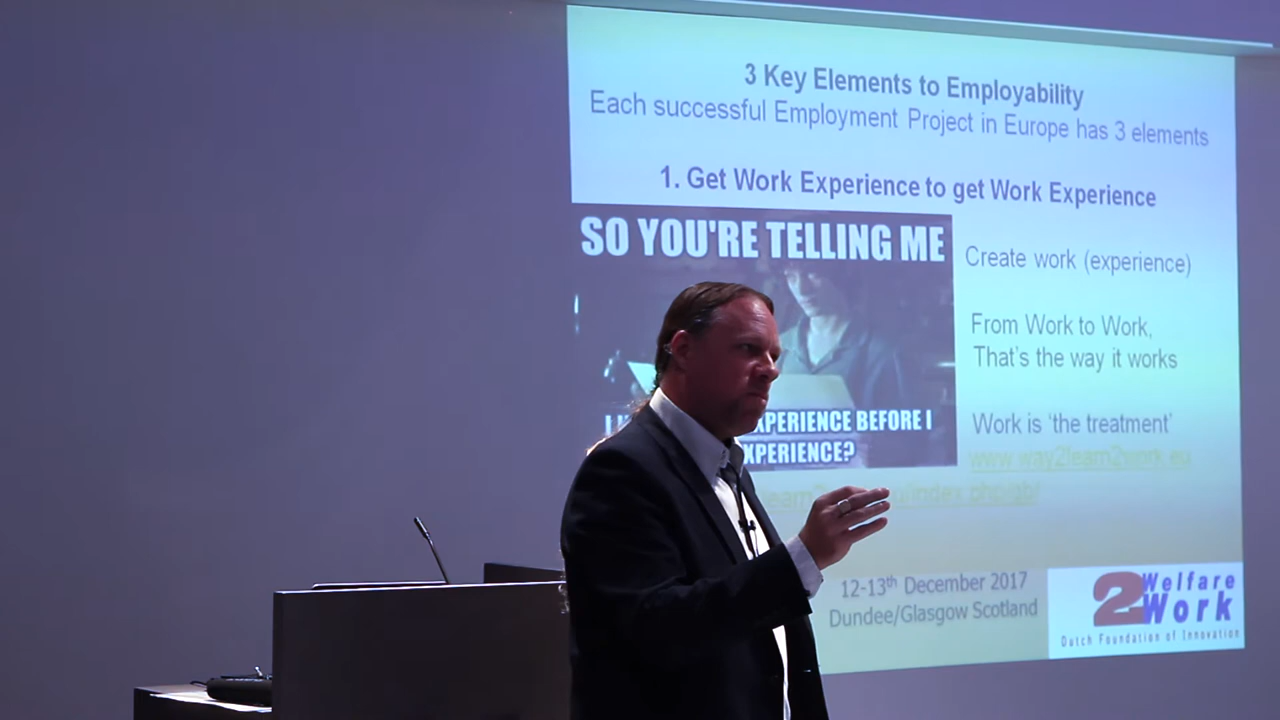 3 Key Elements to Employability
Each successful Employment Project in Europe has 3 elements
1. Get Work Experience to get Work Experience
SO YOU'RE TELLING ME
EXPERIENCE BEFORE I
EXPERIENCE?
Create work (experience)
From Work to Work,
That's the way it works
Work is 'the treatment'
www.way2learn2work.eu
/index.php/gb/
12-13th December 2017
Dundee/Glasgow Scotland
2 Welfare
Work
Dutch Foundation of Innovation